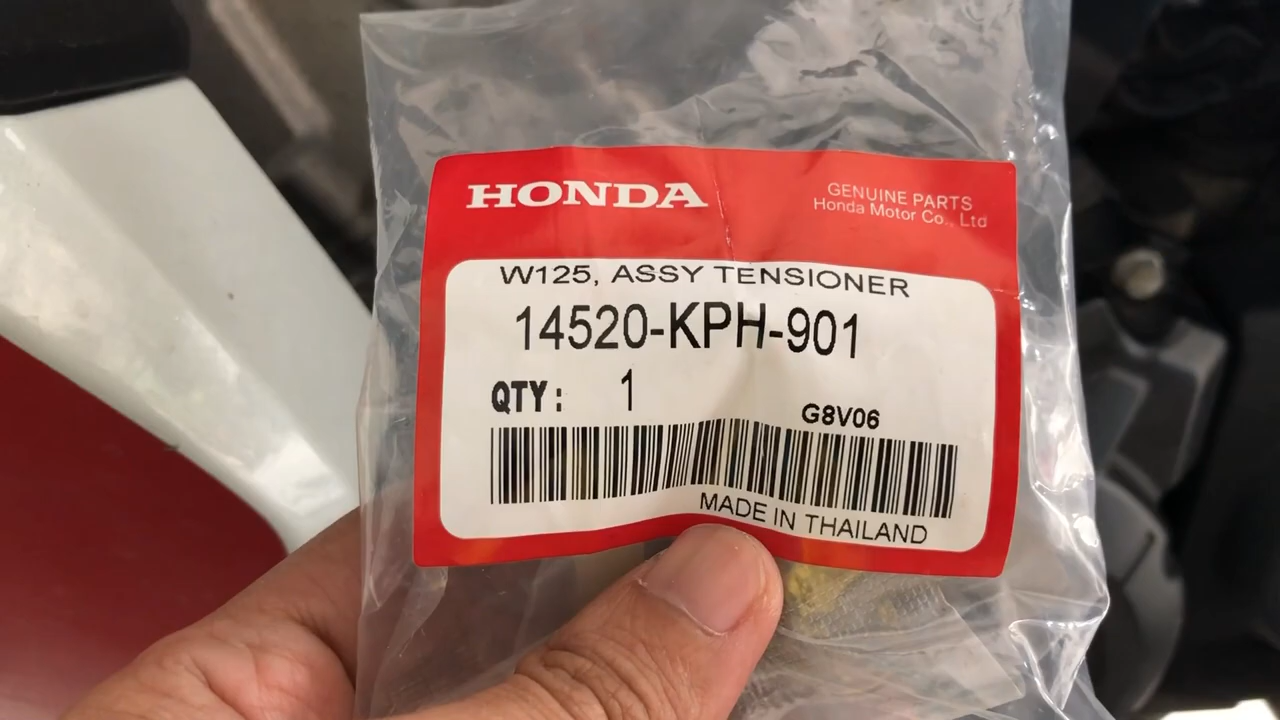 HONDA
GENUINE PARTS
Honda Motor Co., Ltd
W125, ASSY TENSIONER
14520-KPH-901
QTY: 1
G8V06
MADE IN THAILAND